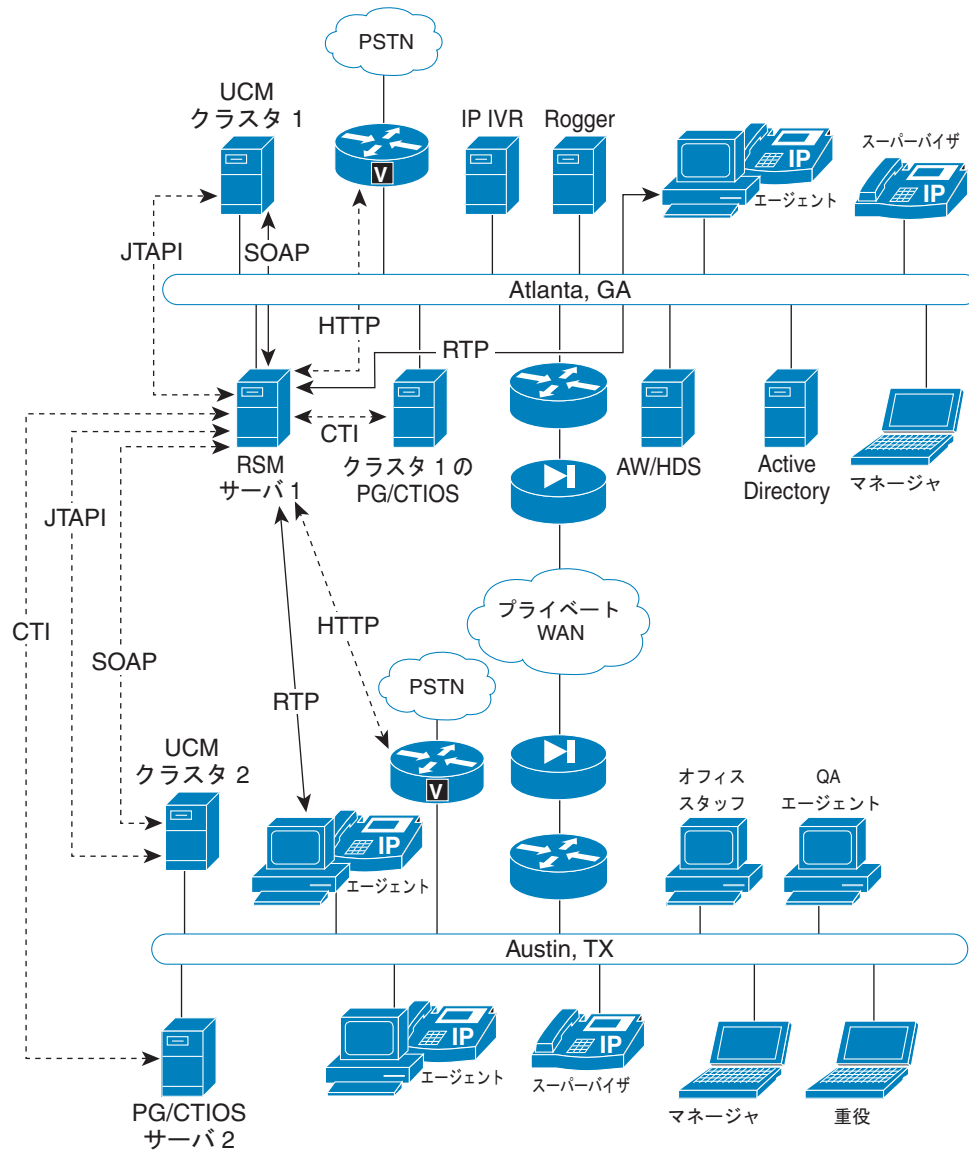 PSTN
UCM
クラスタ 1
IP IVR
Rogger
スーパーバイザ
V
IP
エージェント
IP
JTAPI
SOAP
Atlanta, GA
HTTP
RTP
CTI
RSM
サーバ 1
クラスタ 1 の
PG/CTIOS
AW/HDS
Active
Directory
マネージャ
JTAPI
プライベート
WAN
CTI
HTTP
SOAP
PSTN
RTP
UCM
クラスタ 2
V
オフィス
スタッフ
QA
エージェント
IP
エージェント
Austin, TX
IP
エージェント
IP
スーパーバイザ
マネージャ
重役
PG/CTIOS
サーバ 2